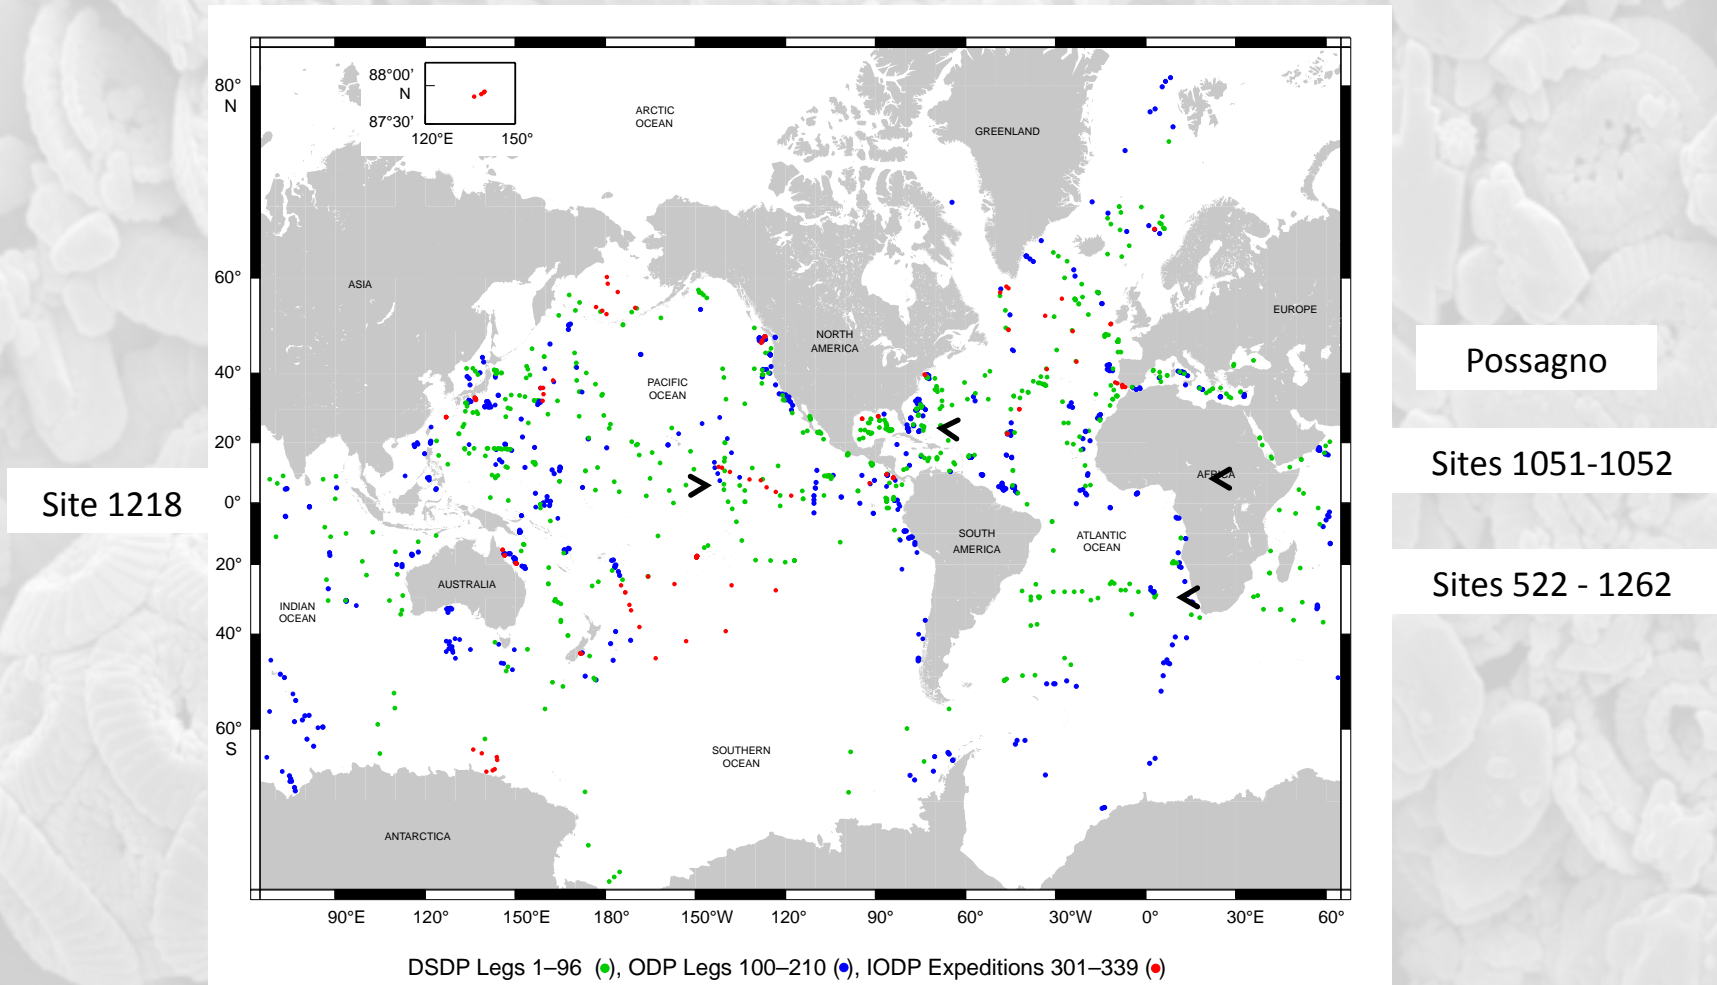 88°00'
N
87°30'
120°E 150°
80°
N
60°
40°
20°
0°
20°
40°
60°
S
ARCTIC
OCEAN
GREENLAND
ASIA
EUROPE
NORTH
AMERICA
PACIFIC
OCEAN
AFRICA
SOUTH
AMERICA
ATLANTIC
OCEAN
AUSTRALIA
INDIAN
OCEAN
SOUTHERN
OCEAN
ANTARCTICA
90°E 120° 150°E 180° 150°W 120° 90° 60° 30°W 0° 30°E 60°
DSDP Legs 1–96 (●), ODP Legs 100–210 (●), IODP Expeditions 301–339 (●)
Site 1218
Possagno
Sites 1051-1052
Sites 522 - 1262